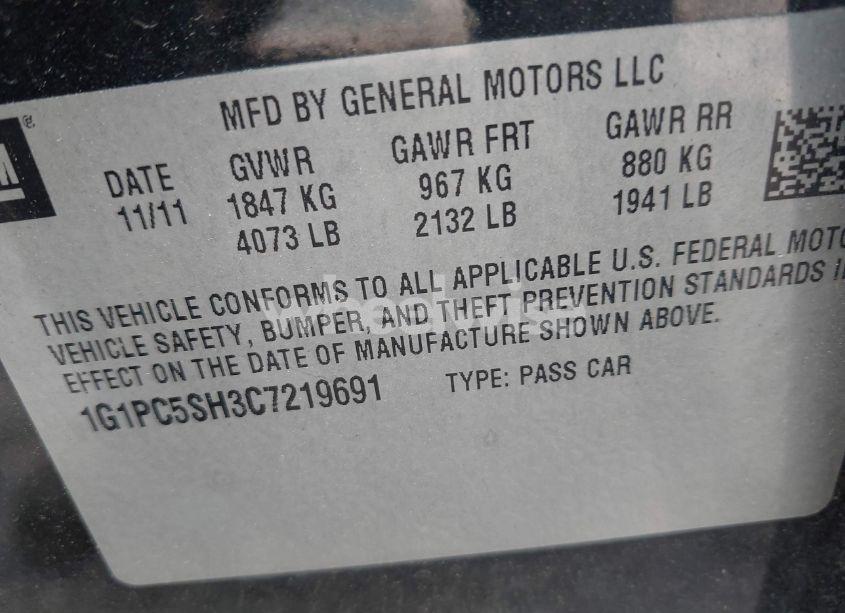 MFD BY GENERAL MOTORS LLC
DATE GVWR GAWR FRT GAWR RR
11/11 1847 KG 967 KG 880 KG
4073 LB 2132 LB 1941 LB
THIS VEHICLE CONFORMS TO ALL APPLICABLE U.S. FEDERAL MOTO
VEHICLE SAFETY, BUMPER, AND THEFT PREVENTION STANDARDS I
EFFECT ON THE DATE OF MANUFACTURE SHOWN ABOVE.
1G1PC5SH3C7219691 TYPE: PASS CAR